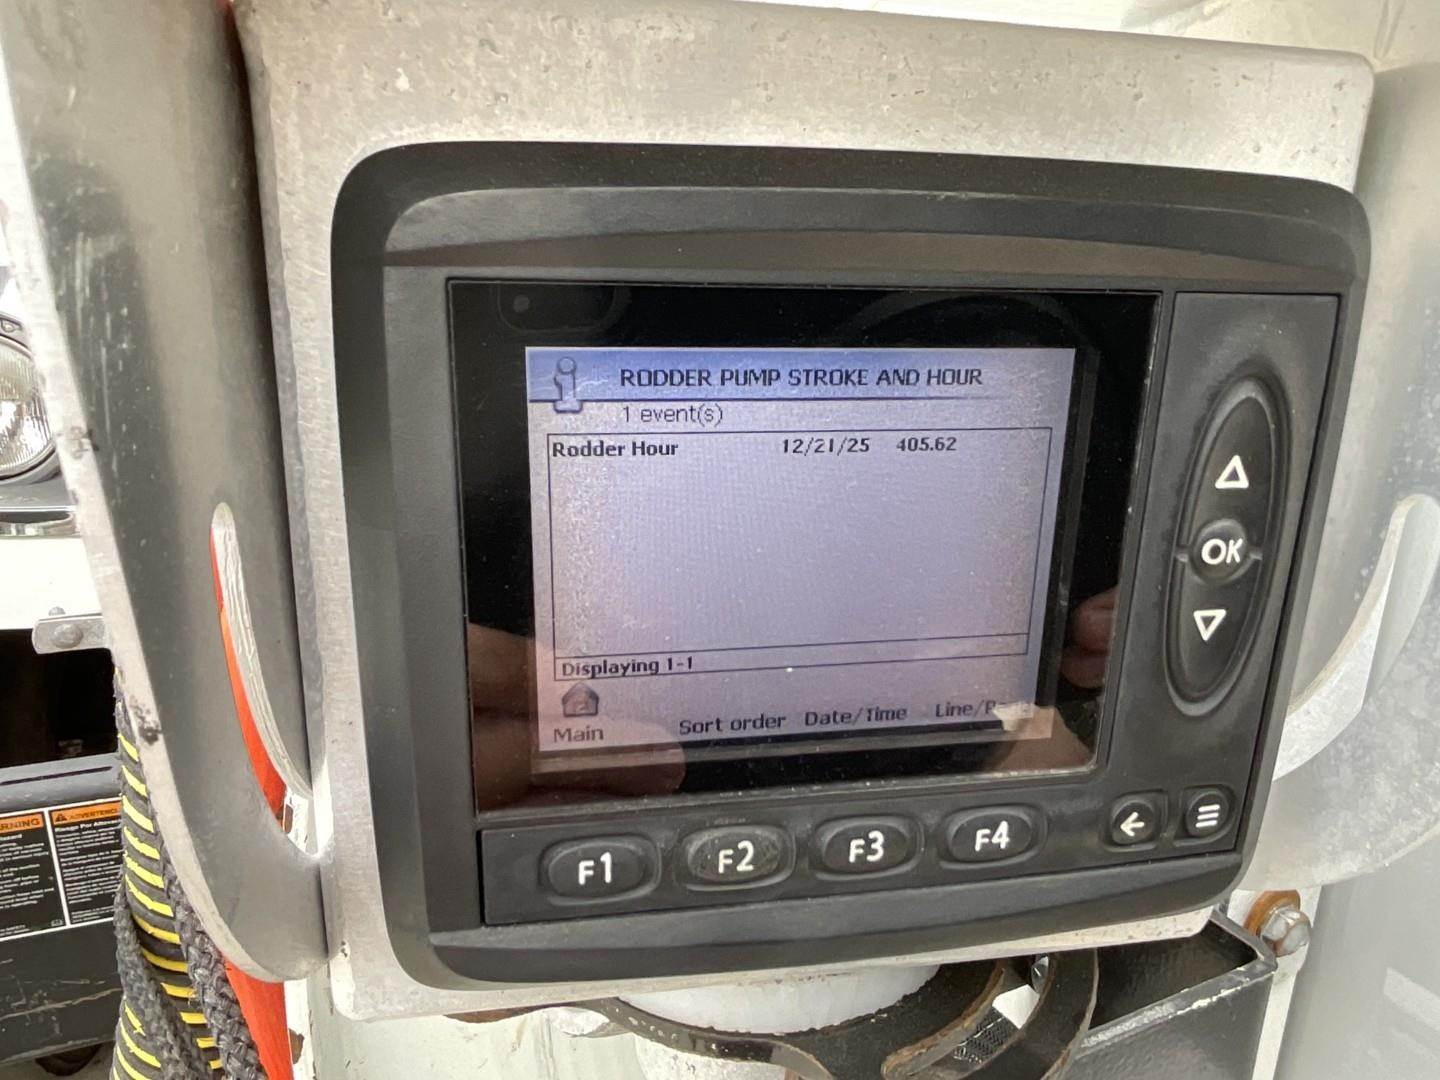 RODDER PUMP STROKE AND HOUR
1 event(s)
Rodder Hour 12/21/25 405.62
Displaying 1-1
Main Sort order Date/Time
OK
F1 F2 F3 F4
ADVERTENCIA